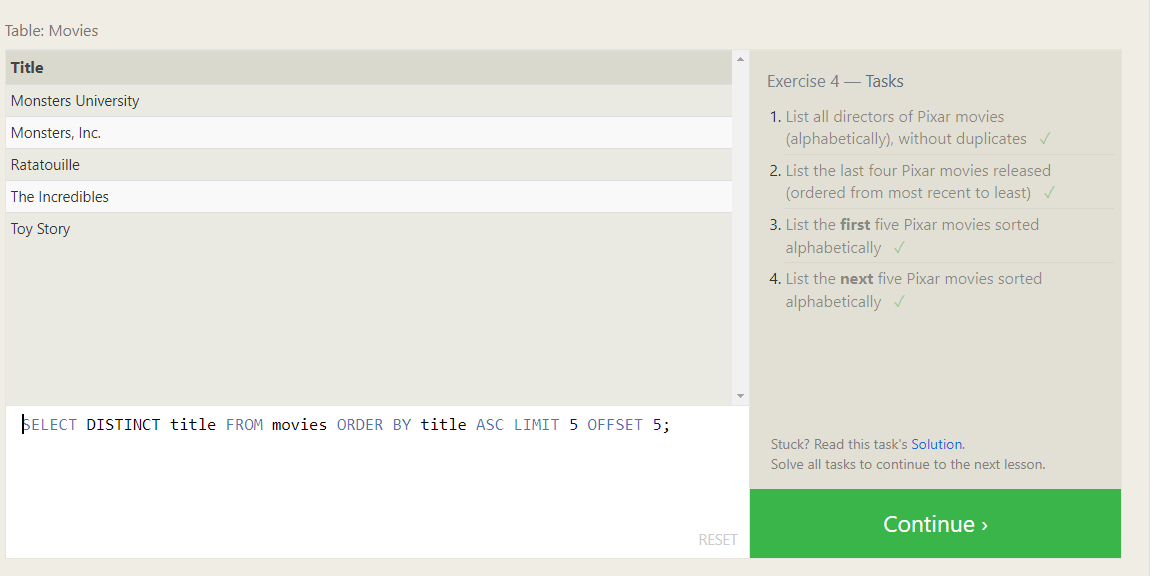 Table: Movies
Title
Monsters University
Monsters, Inc.
Ratatouille
The Incredibles
Toy Story
SELECT DISTINCT title FROM movies ORDER BY title ASC LIMIT 5 OFFSET 5;
RESET
Exercise 4 — Tasks
1. List all directors of Pixar movies
(alphabetically), without duplicates ✓
2. List the last four Pixar movies released
(ordered from most recent to least) ✓
3. List the first five Pixar movies sorted
alphabetically ✓
4. List the next five Pixar movies sorted
alphabetically ✓
Stuck? Read this task's Solution.
Solve all tasks to continue to the next lesson.
Continue ›